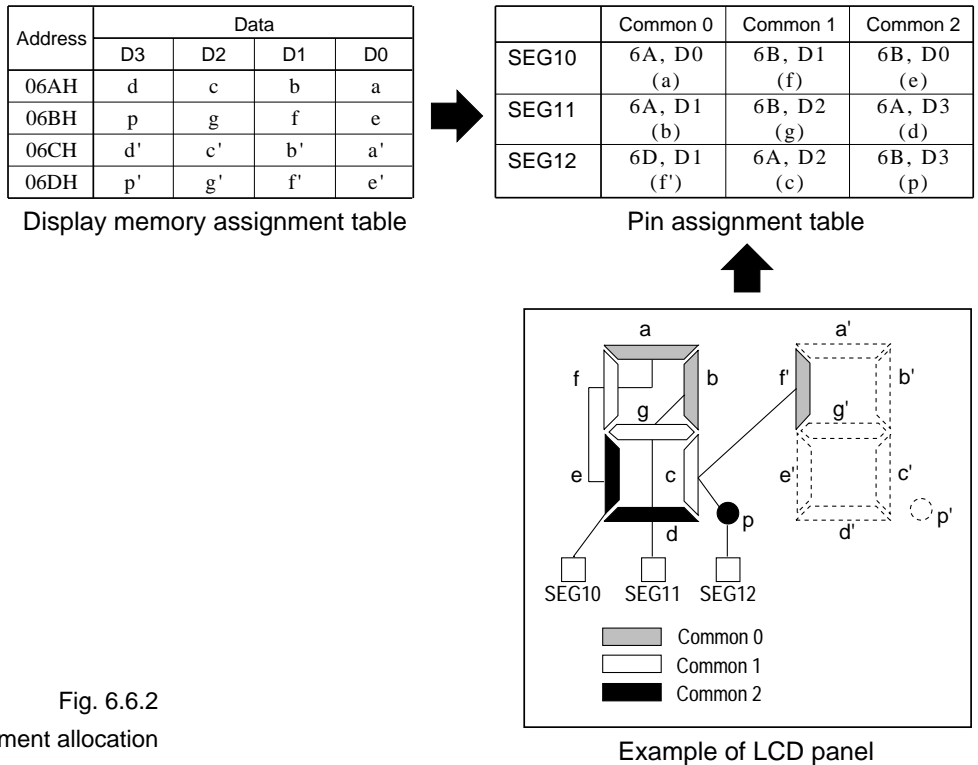 Address Data
D3 D2 D1 D0
06AH d c b a
06BH p g f e
06CH d' c' b' a'
06DH p' g' f' e'
Display memory assignment table
Common 0 Common 1 Common 2
SEG10 6A, D0 6B, D1 6B, D0
(a) (f) (e)
SEG11 6A, D1 6B, D2 6A, D3
(b) (g) (d)
SEG12 6D, D1 6A, D2 6B, D3
(f') (c) (p)
Pin assignment table
a a'
f b f' b'
g g'
e c e' c'
d p d' p'
SEG10 SEG11 SEG12
Common 0
Common 1
Common 2
Example of LCD panel
Fig. 6.6.2
ment allocation